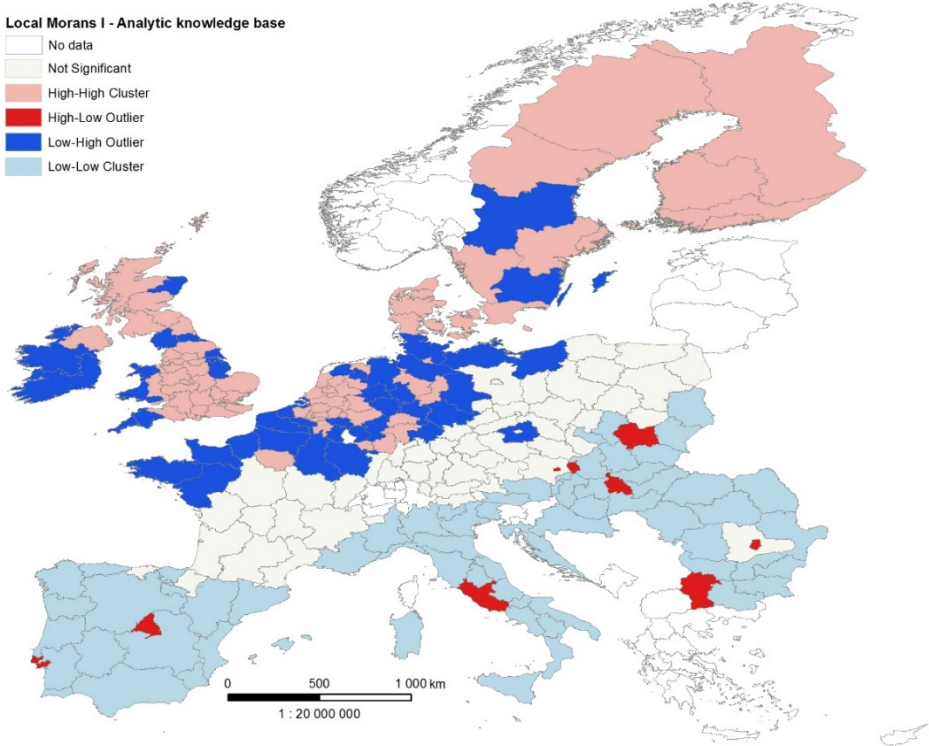 Local Morans I - Analytic knowledge base
No data
Not Significant
High-High Cluster
High-Low Outlier
Low-High Outlier
Low-Low Cluster
0 500 1 000 km
1 : 20 000 000